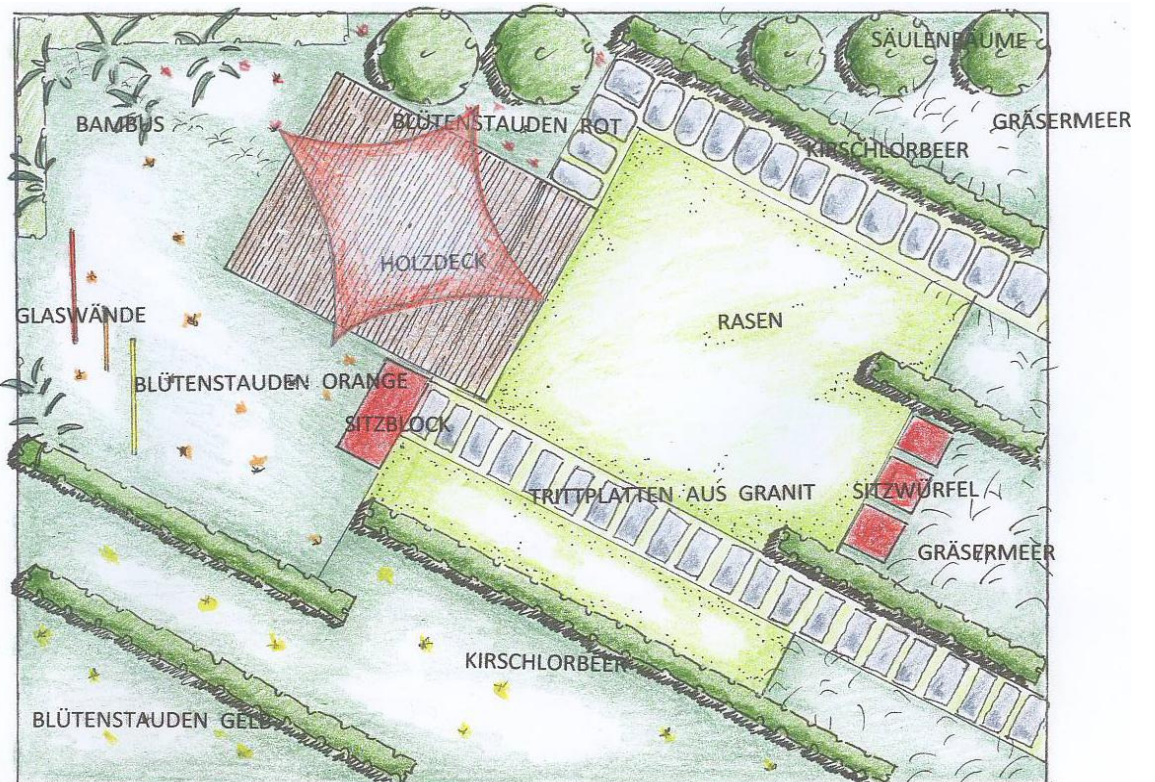 SÄULENBÄUME
BAMBUS
BLÜTENSTAUDEN ROT
GRÄSERMEER
KIRSCHLORBEER
HOLZDECK
GLASWÄNDE
RASEN
BLÜTENSTAUDEN ORANGE
SITZBLOCK
TRITTPLATTEN AUS GRANIT
SITZWÜRFEL
GRÄSERMEER
KIRSCHLORBEER
BLÜTENSTAUDEN GELB